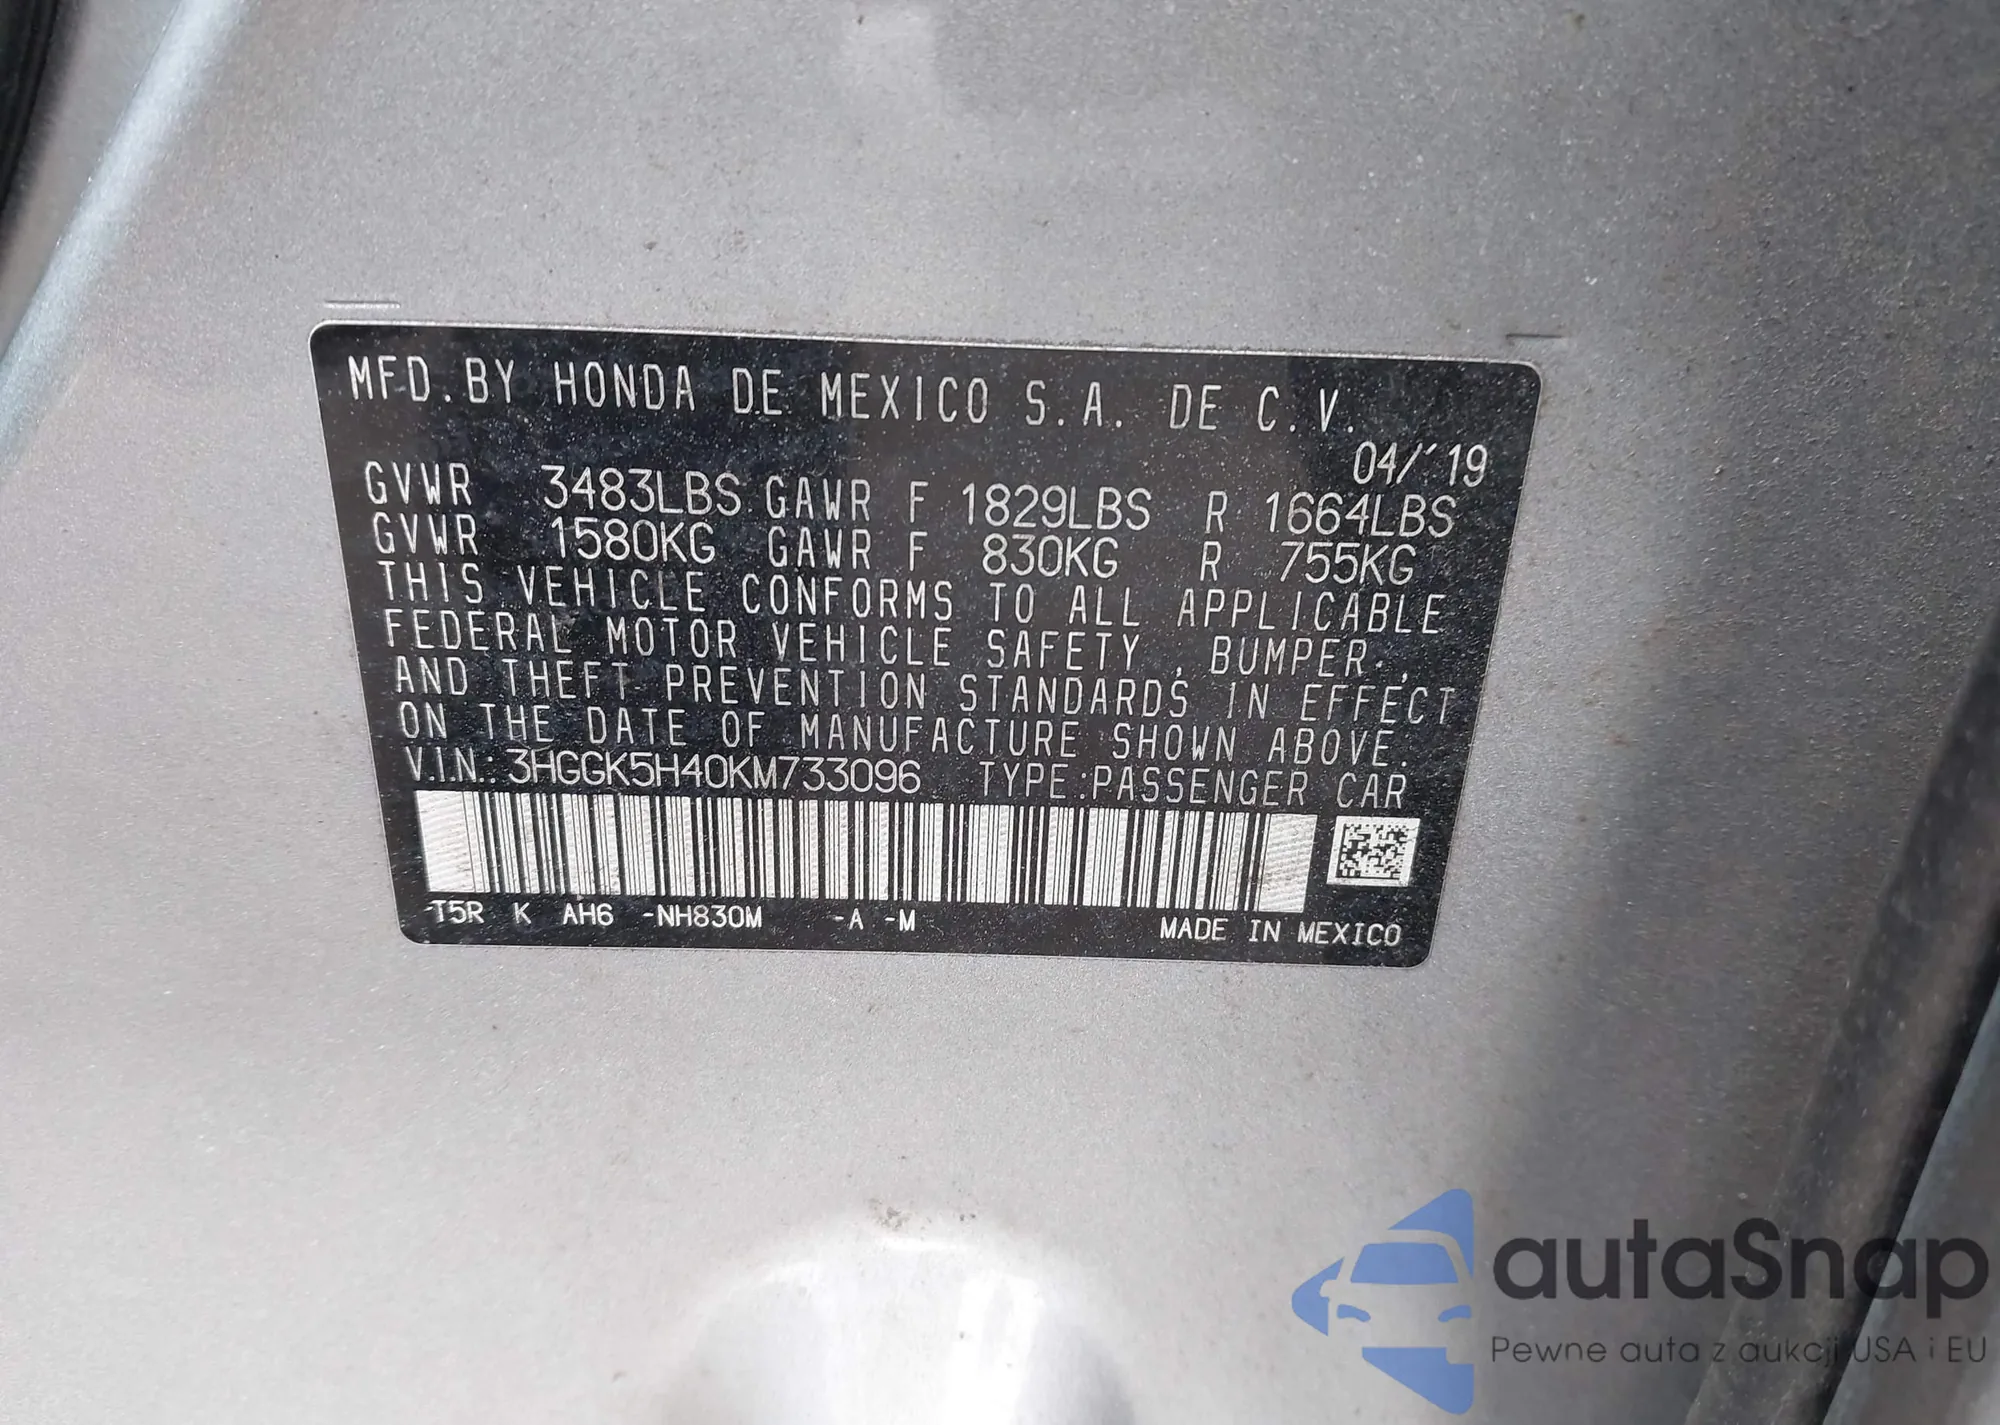 MFD. BY HONDA DE MEXICO S.A. DE C.V.
04/'19
GVWR 3483LBS GAWR F 1829LBS R 1664LBS
GVWR 1580KG GAWR F 830KG R 755KG
THIS VEHICLE CONFORMS TO ALL APPLICABLE
FEDERAL MOTOR VEHICLE SAFETY , BUMPER ,
AND THEFT PREVENTION STANDARDS IN EFFECT
ON THE DATE OF MANUFACTURE SHOWN ABOVE.
V.I.N.: 3HGGK5H40KM733096 TYPE:PASSENGER CAR
-T5R K AH6 -NH830M -A -M MADE IN MEXICO
autaSnap
Pewne auta z aukcji USA i EU